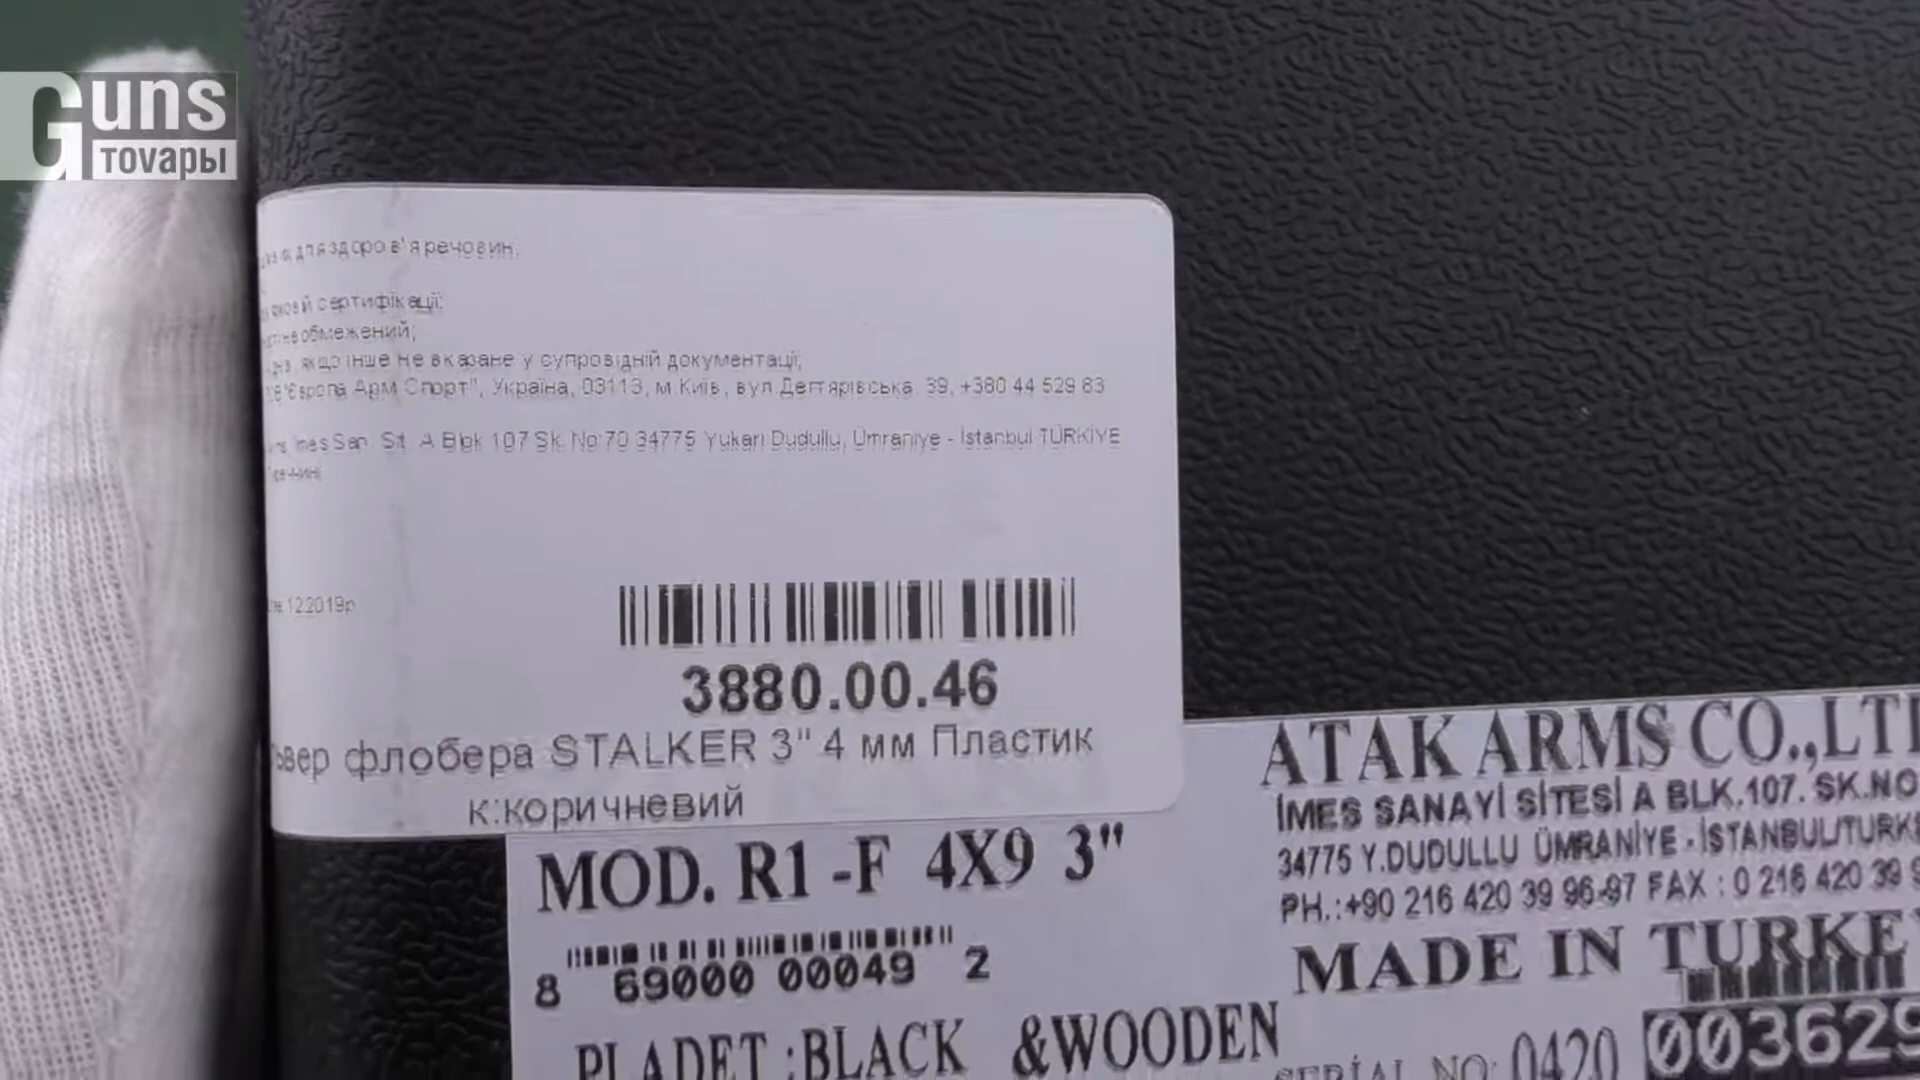 Guns
товары
для здоров'я речовин.
сертифікації;
необмежений;
якщо інше не вказане у супровідній документації;
"Європа Арм Спорт", Україна, 03113, м.Київ, вул.Дегтярівська 39, +380 44 529 83
Imes San. Sit. A Blok 107 Sk. No:70 34775 Yukarı Dudullu, Ümraniye - İstanbul TÜRKİYE
12.2019р
3880.00.46
флобера STALKER 3" 4 мм Пластик
к:коричневий
MOD. R1 -F 4X9 3"
8 69000 00049 2
PLADET :BLACK &WOODEN
ATAK ARMS CO.,LT
İMES SANAYİ SİTESİ A BLK.107. SK.NO
34775 Y.DUDULLU ÜMRANİYE - İSTANBUL/TURK
PH.:+90 216 420 39 96-97 FAX : 0 216 420 39 9
MADE IN TURKE
SERİAL NO: 0420 003629